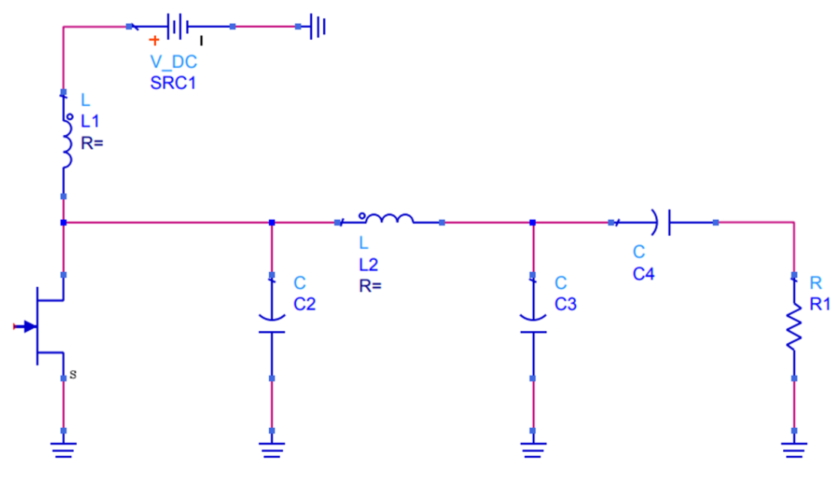 +
V_DC
SRC1
L
L1
R=
L
L2
R=
C
C4
C
C2
C
C3
R
R1
s